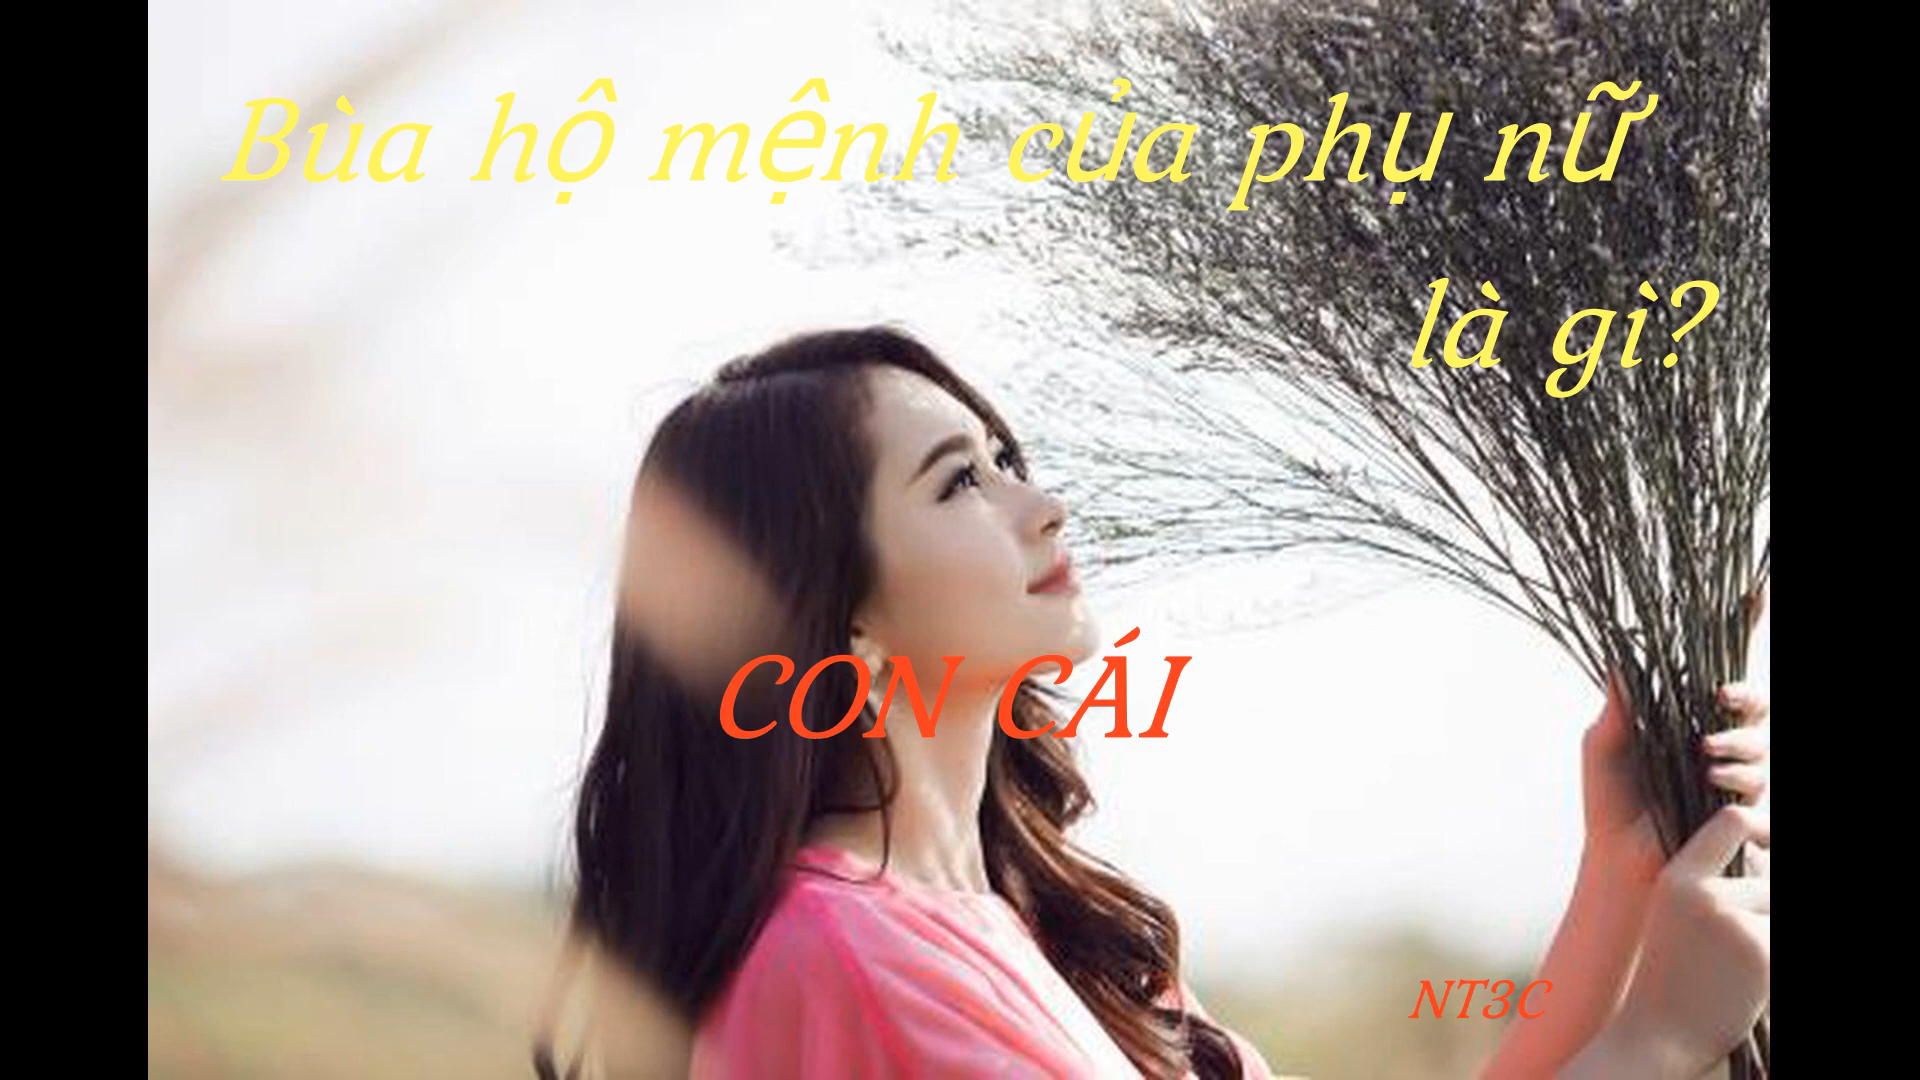 Bùa hộ mệnh của phụ nữ
là gì?
CON CÁI
NT3C